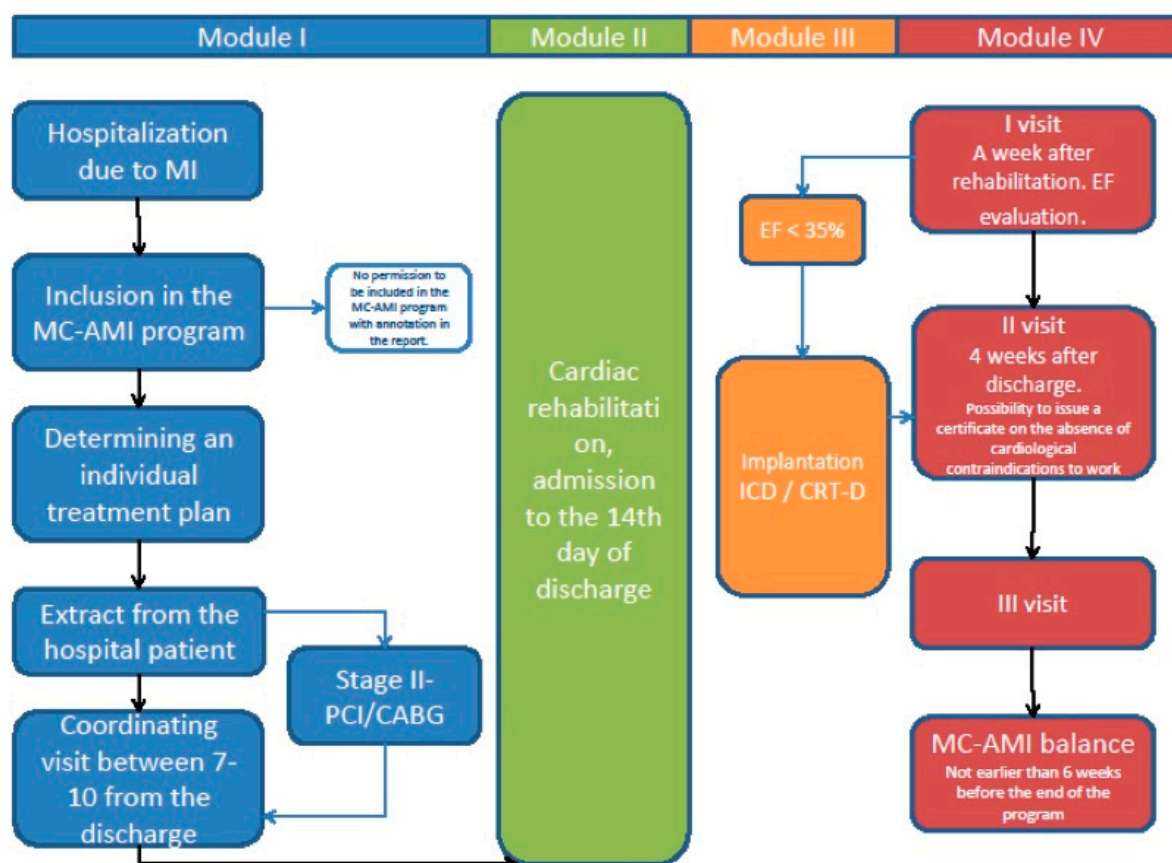 Module I
Module II
Module III
Module IV
Hospitalization
due to MI
Inclusion in the
MC-AMI program
No permission to
be included in the
MC-AMI program
with annotation in
the report.
Determining an
individual
treatment plan
Extract from the
hospital patient
Stage II-
PCI/CABG
Coordinating
visit between 7-
10 from the
discharge
Cardiac
rehabilitati
on,
admission
to the 14th
day of
discharge
EF < 35%
Implantation
ICD / CRT-D
I visit
A week after
rehabilitation. EF
evaluation.
II visit
4 weeks after
discharge.
Possibility to issue a
certificate on the absence of
cardiological
contraindications to work
III visit
MC-AMI balance
Not earlier than 6 weeks
before the end of the
program